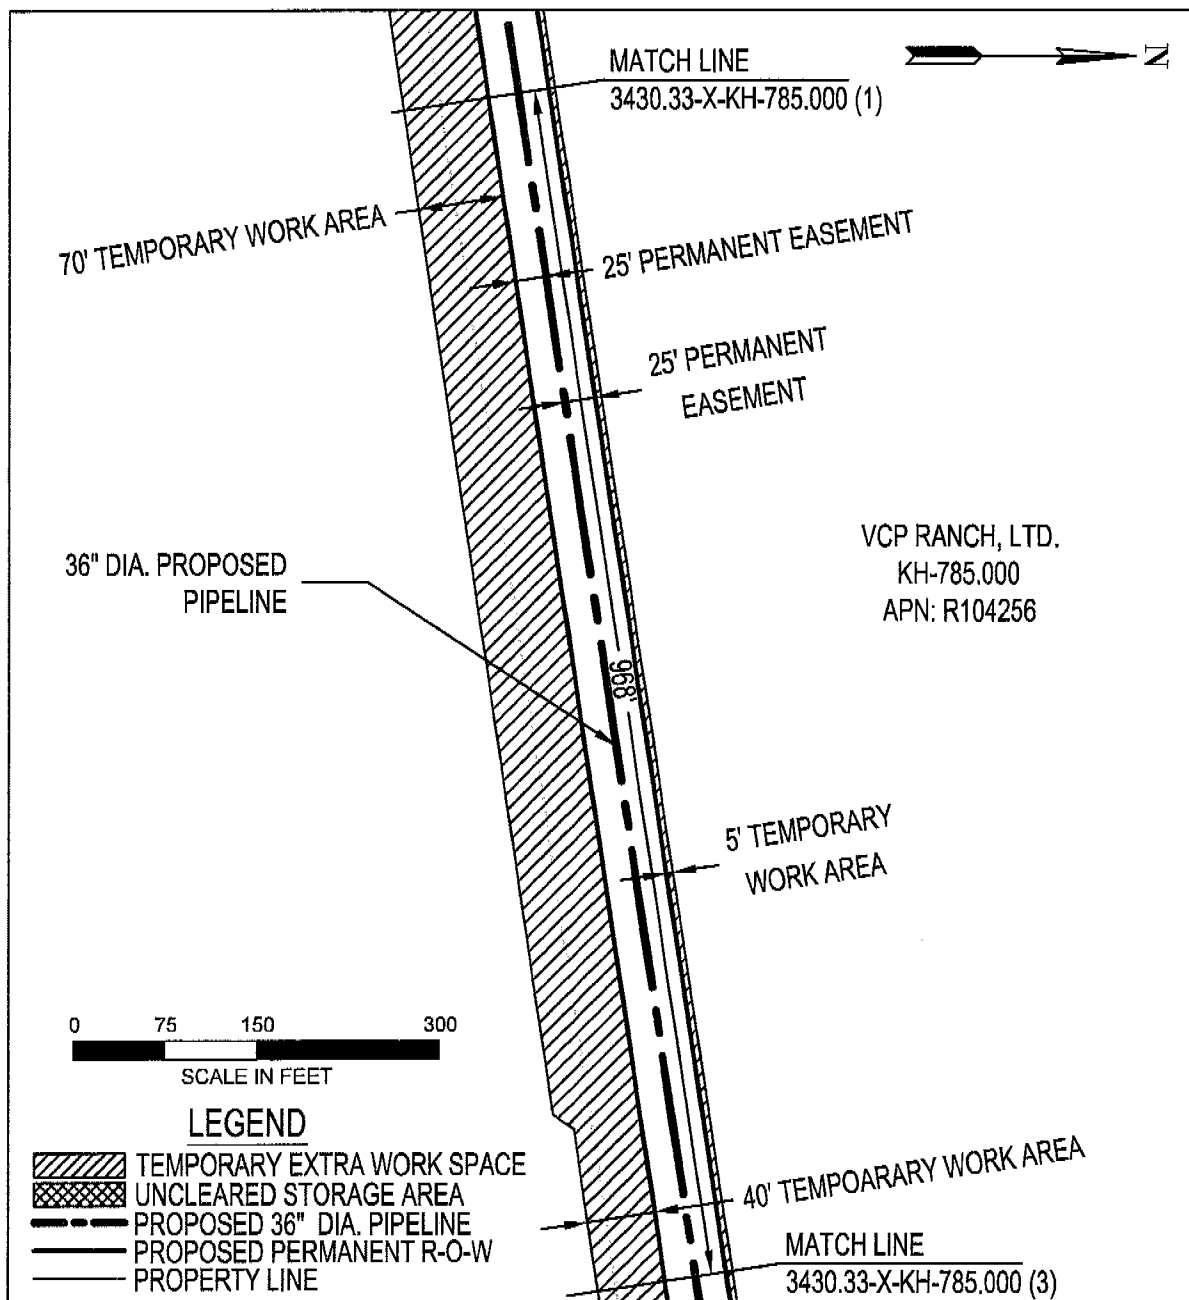 MATCH LINE
3430.33-X-KH-785.000 (1)
N
70' TEMPORARY WORK AREA
25' PERMANENT EASEMENT
25' PERMANENT
EASEMENT
36" DIA. PROPOSED
PIPELINE
VCP RANCH, LTD.
KH-785.000
APN: R104256
968'
5' TEMPORARY
WORK AREA
0 75 150 300
SCALE IN FEET
LEGEND
TEMPORARY EXTRA WORK SPACE
UNCLEARED STORAGE AREA
PROPOSED 36" DIA. PIPELINE
PROPOSED PERMANENT R-O-W
PROPERTY LINE
40' TEMPOARARY WORK AREA
MATCH LINE
3430.33-X-KH-785.000 (3)